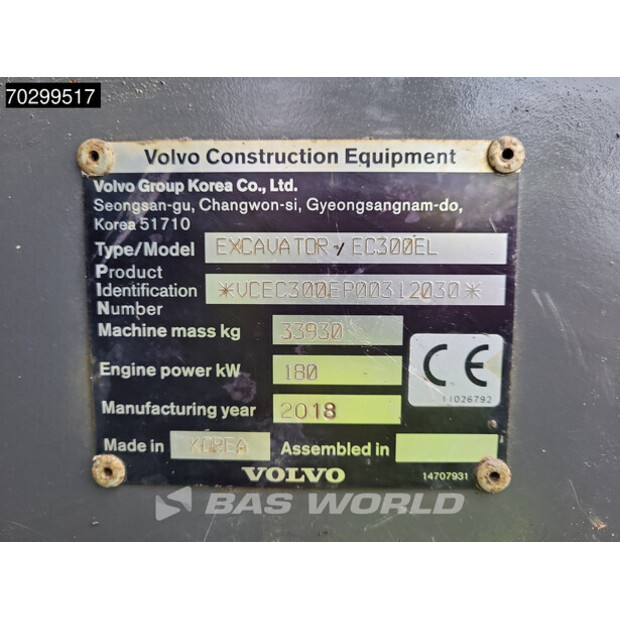 70299517
Volvo Construction Equipment
Volvo Group Korea Co., Ltd.
Seongsan-gu, Changwon-si, Gyeongsangnam-do,
Korea 51710
Type/Model EXCAVATOR / EC300EL
Product
Identification *VCEC300EP00312030*
Number
Machine mass kg 33930
Engine power kW 180
Manufacturing year 2018
CE
11026792
Made in KOREA Assembled in
VOLVO
14707931
BAS WORLD